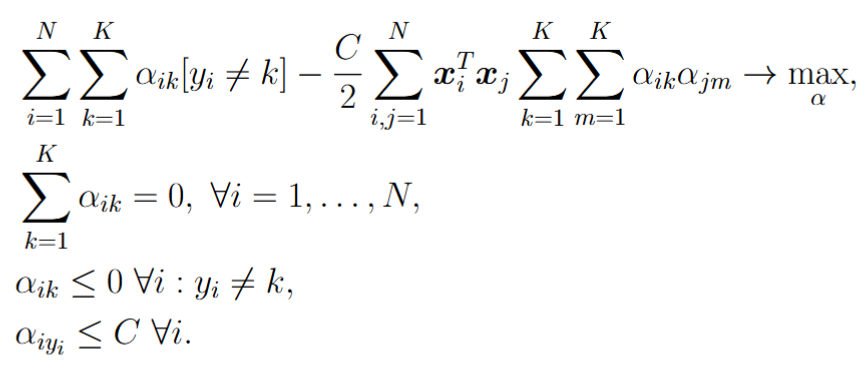 \sum_{i=1}^{N} \sum_{k=1}^{K} \alpha_{ik}[y_i \neq k] - \frac{C}{2} \sum_{i,j=1}^{N} \boldsymbol{x}_i^T \boldsymbol{x}_j \sum_{k=1}^{K} \sum_{m=1}^{K} \alpha_{ik}\alpha_{jm} \to \max_{\alpha},
\sum_{k=1}^{K} \alpha_{ik} = 0, \ \forall i = 1, \ldots, N,
\alpha_{ik} \leq 0 \ \forall i : y_i \neq k,
\alpha_{iy_i} \leq C \ \forall i.